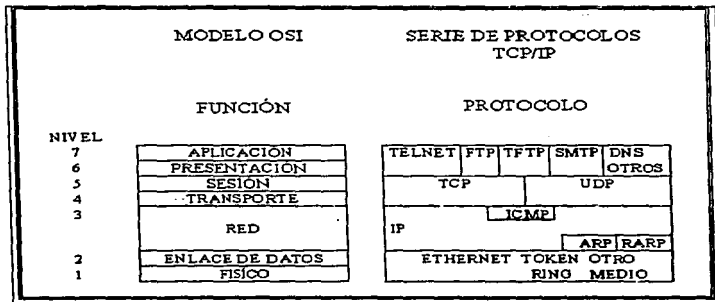 MODELO OSI
SERIE DE PROTOCOLOS
TCP/IP
FUNCIÓN
PROTOCOLO
NIVEL
7 APLICACIÓN TELNET FTP TFTP SMTP DNS
6 PRESENTACIÓN OTROS
5 SESIÓN TCP UDP
4 TRANSPORTE
3 ICMP
RED IP
ARP RARP
2 ENLACE DE DATOS ETHERNET TOKEN OTRO
1 FISÍCO RING MEDIO